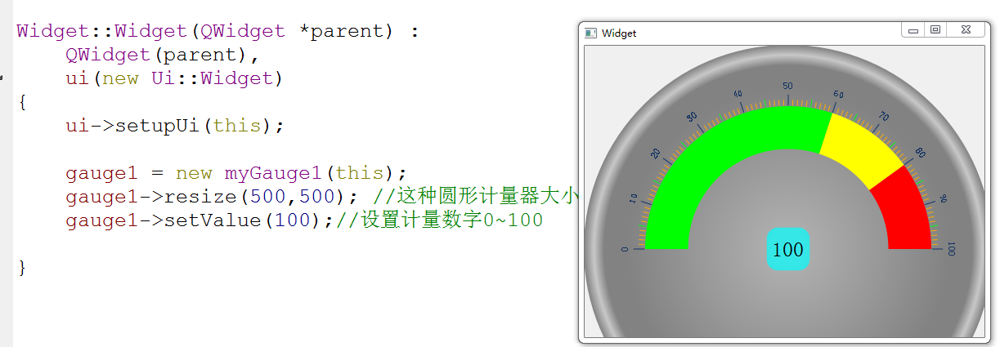 Widget::Widget(QWidget *parent) :
QWidget(parent),
ui(new Ui::Widget)
{
ui->setupUi(this);
gauge1 = new myGauge1(this);
gauge1->resize(500,500); //这种圆形计量器大小
gauge1->setValue(100);//设置计量数字0~100
}
Widget
0
10
20
30
40
50
60
70
80
90
100
100